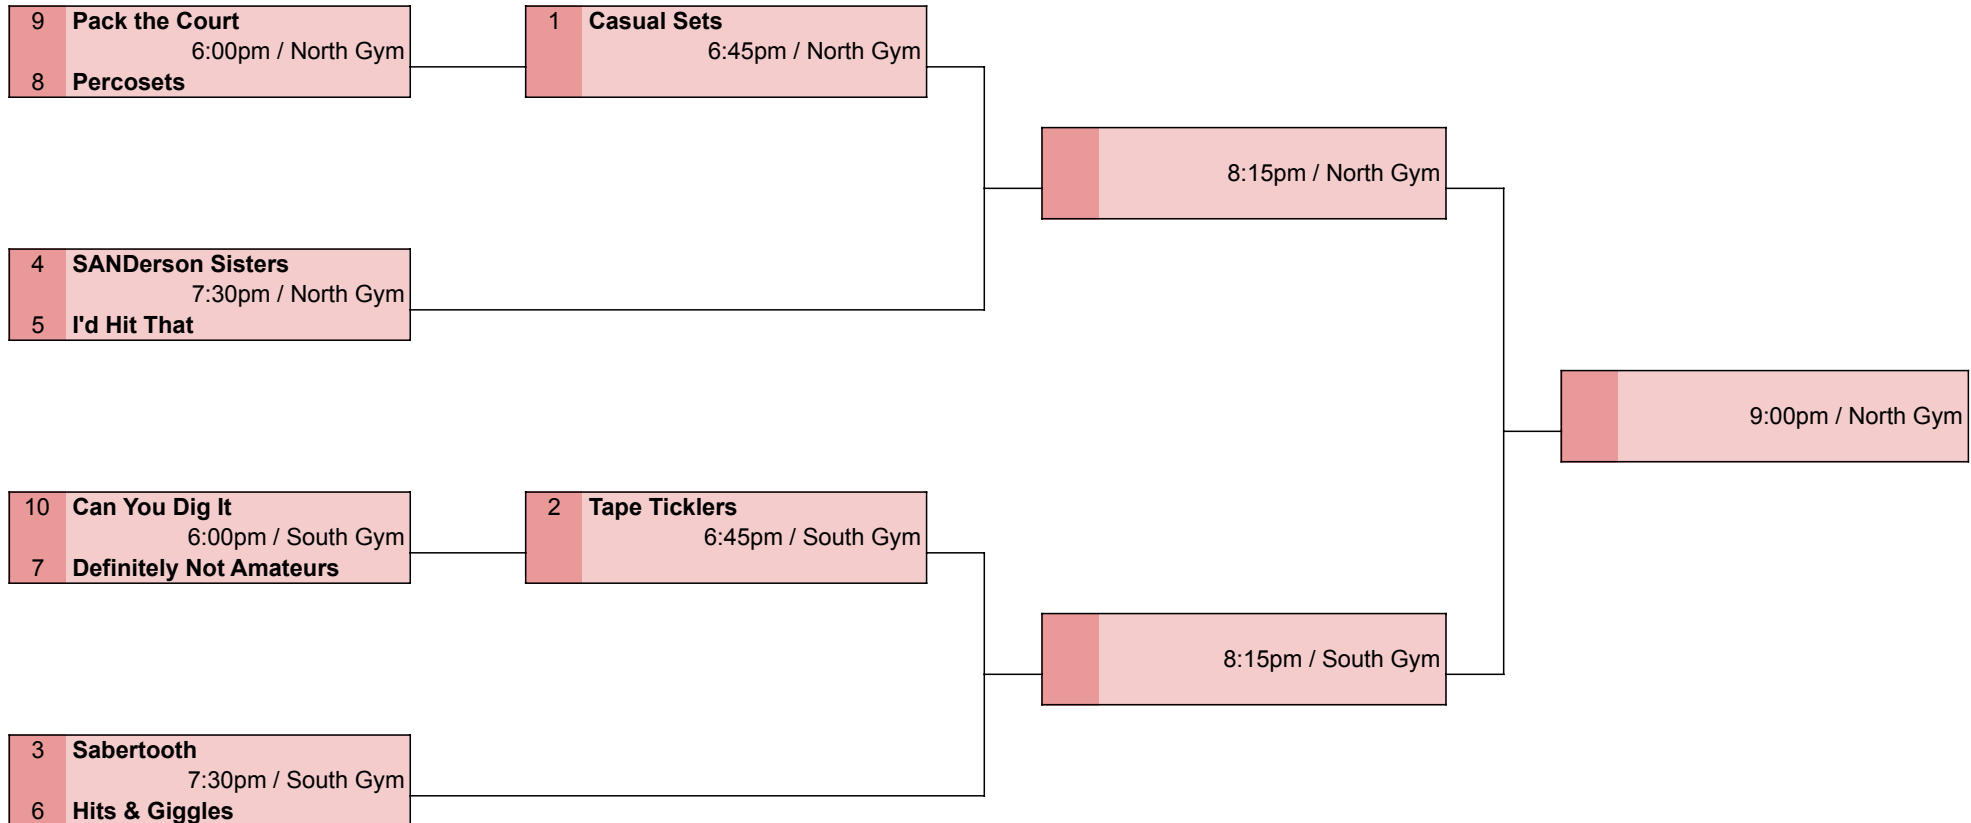 9 Pack the Court
6:00pm / North Gym
8 Percosets
1 Casual Sets
6:45pm / North Gym
8:15pm / North Gym
4 SANDerson Sisters
7:30pm / North Gym
5 I'd Hit That
9:00pm / North Gym
10 Can You Dig It
6:00pm / South Gym
7 Definitely Not Amateurs
2 Tape Ticklers
6:45pm / South Gym
8:15pm / South Gym
3 Sabertooth
7:30pm / South Gym
6 Hits & Giggles